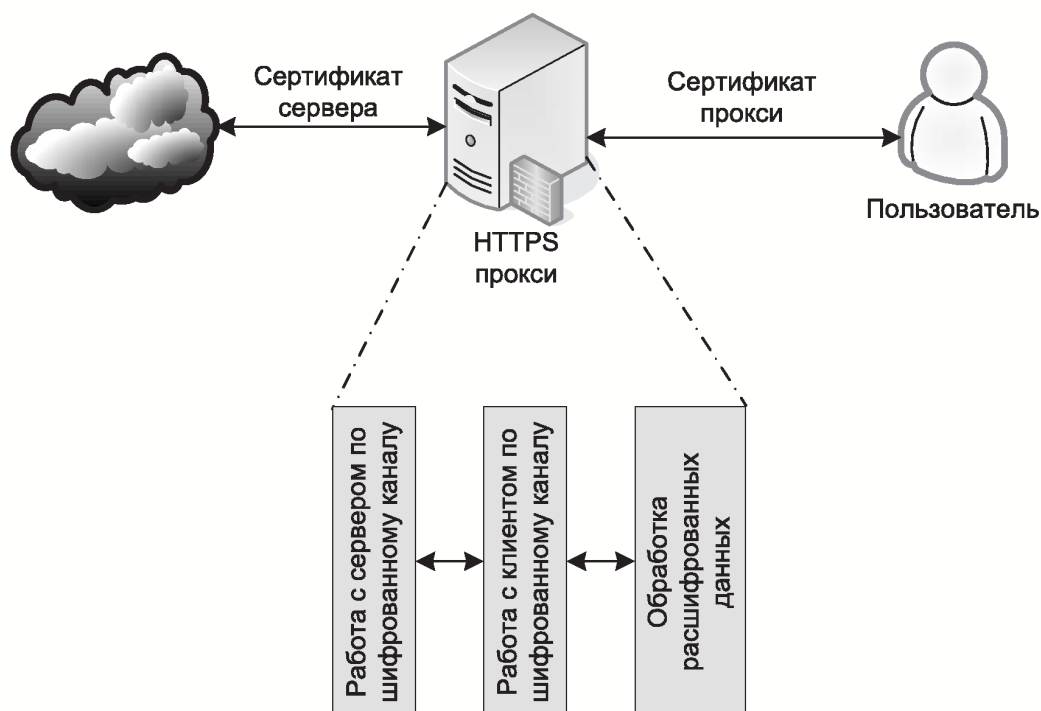 Сертификат
сервера
Сертификат
прокси
Пользователь
HTTPS
прокси
Работа с сервером по
шифрованному каналу
Работа с клиентом по
шифрованному каналу
Обработка
расшифрованных
данных